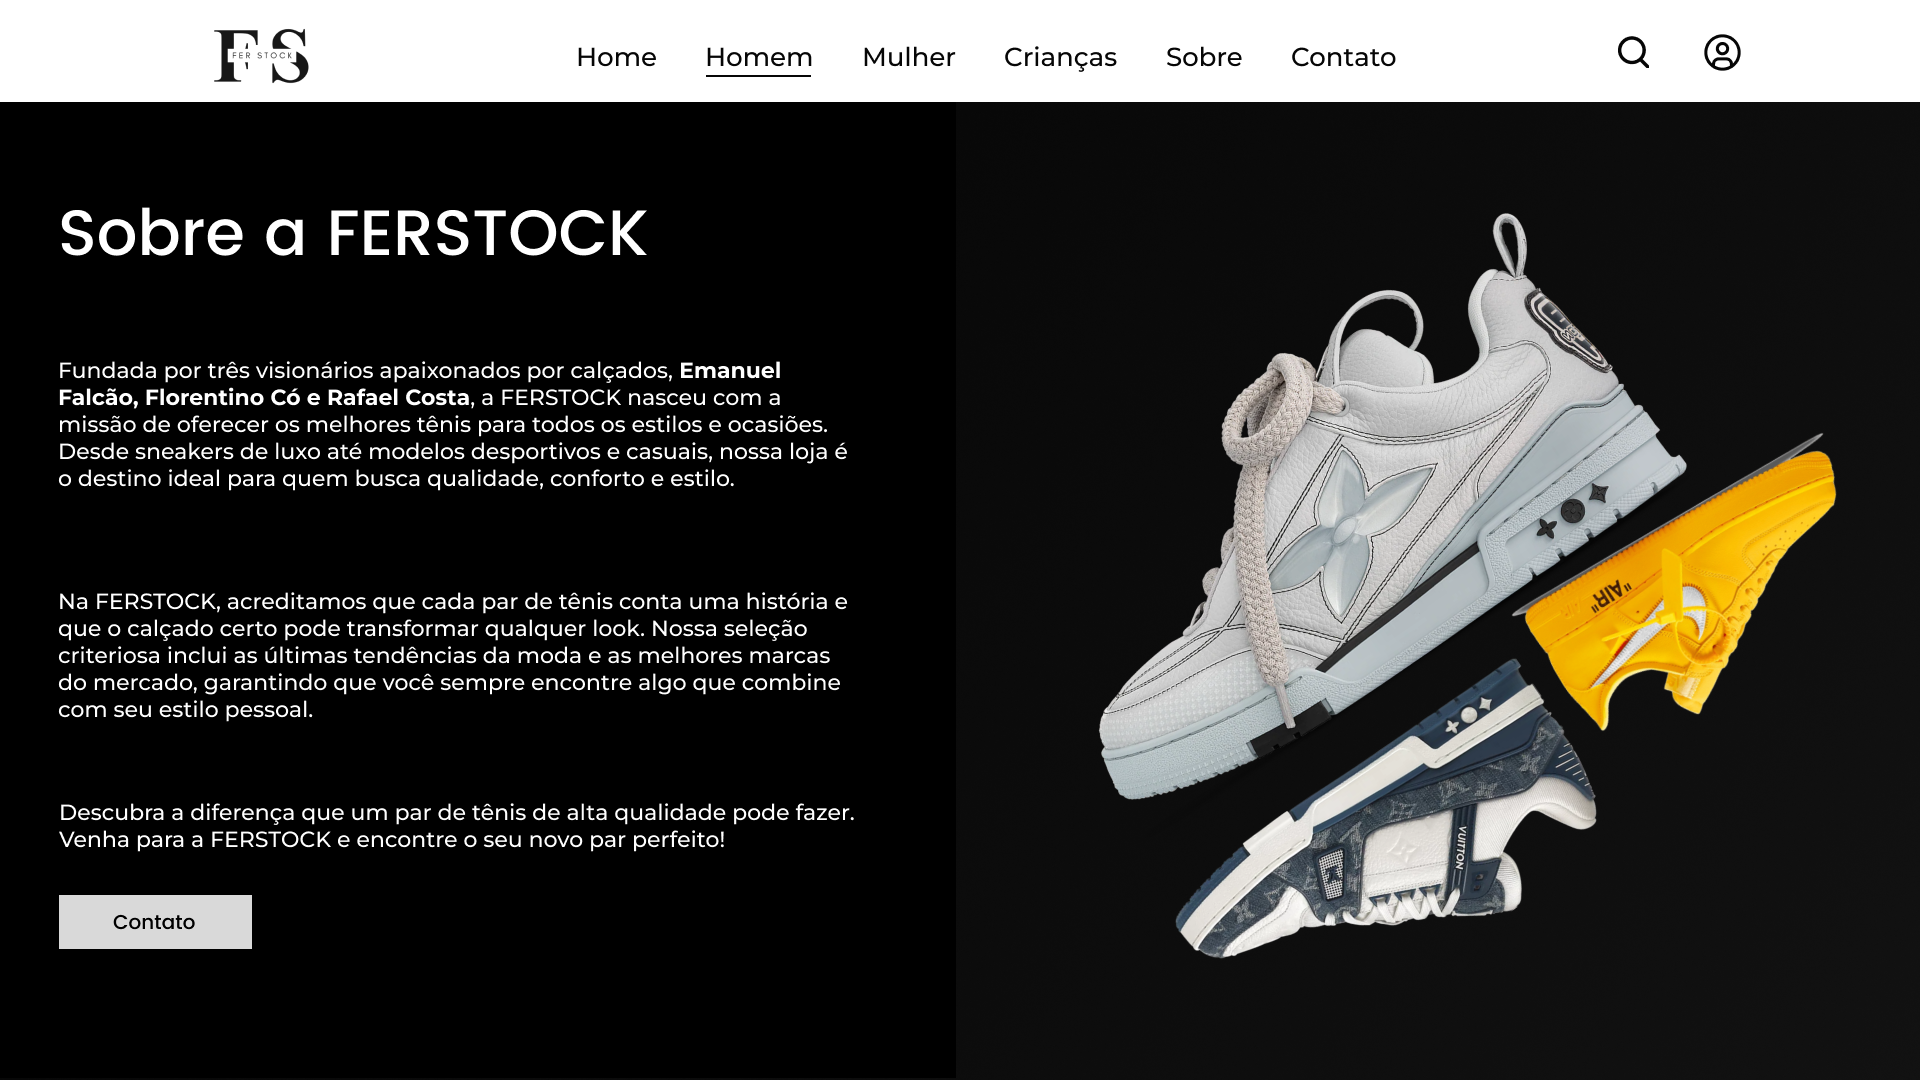 FS
FER STOCK
Home Homem Mulher Crianças Sobre Contato
Sobre a FERSTOCK
Fundada por três visionários apaixonados por calçados, Emanuel
Falcão, Florentino Có e Rafael Costa, a FERSTOCK nasceu com a
missão de oferecer os melhores tênis para todos os estilos e ocasiões.
Desde sneakers de luxo até modelos desportivos e casuais, nossa loja é
o destino ideal para quem busca qualidade, conforto e estilo.
Na FERSTOCK, acreditamos que cada par de tênis conta uma história e
que o calçado certo pode transformar qualquer look. Nossa seleção
criteriosa inclui as últimas tendências da moda e as melhores marcas
do mercado, garantindo que você sempre encontre algo que combine
com seu estilo pessoal.
Descubra a diferença que um par de tênis de alta qualidade pode fazer.
Venha para a FERSTOCK e encontre o seu novo par perfeito!
Contato
"AIR"
VUITTON